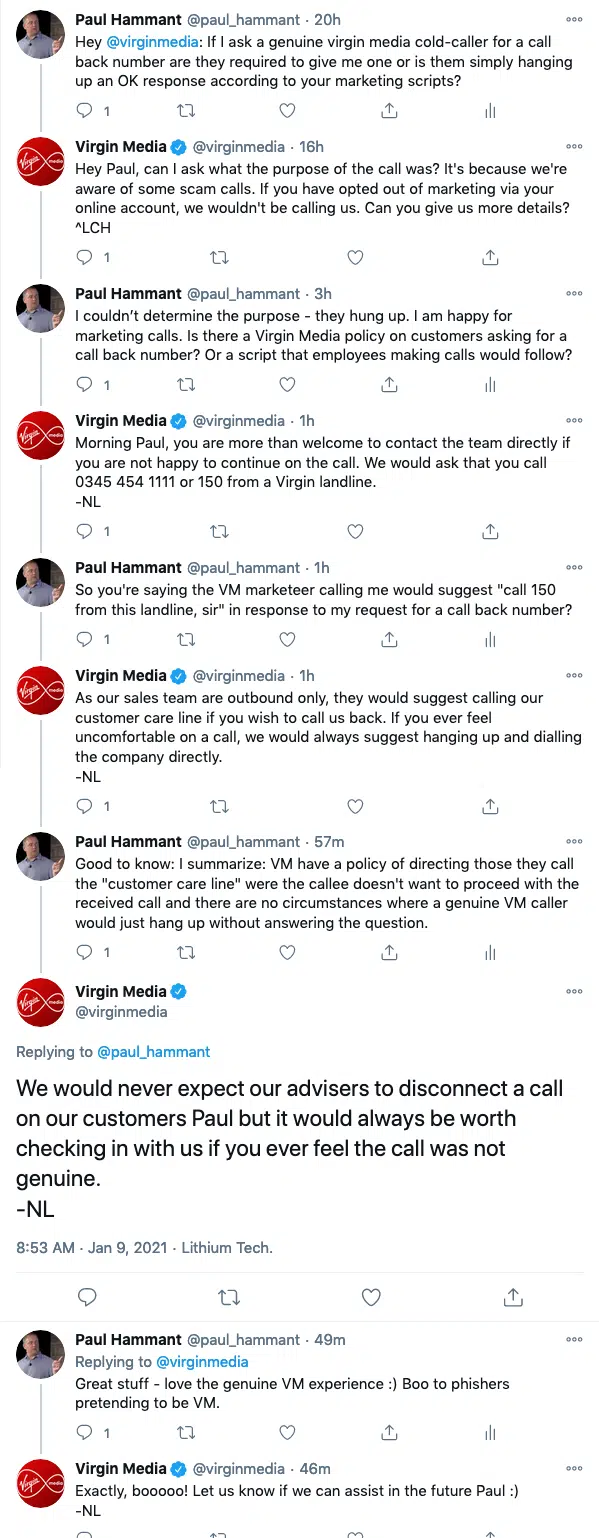 Paul Hammant @paul_hammant · 20h
Hey @virginmedia: If I ask a genuine virgin media cold-caller for a call
back number are they required to give me one or is them simply hanging
up an OK response according to your marketing scripts?
1
Virgin Media @virginmedia · 16h
Hey Paul, can I ask what the purpose of the call was? It's because we're
aware of some scam calls. If you have opted out of marketing via your
online account, we wouldn't be calling us. Can you give us more details?
^LCH
1
Paul Hammant @paul_hammant · 3h
I couldn’t determine the purpose - they hung up. I am happy for
marketing calls. Is there a Virgin Media policy on customers asking for a
call back number? Or a script that employees making calls would follow?
1
Virgin Media @virginmedia · 1h
Morning Paul, you are more than welcome to contact the team directly if
you are not happy to continue on the call. We would ask that you call
0345 454 1111 or 150 from a Virgin landline.
-NL
1
Paul Hammant @paul_hammant · 1h
So you're saying the VM marketeer calling me would suggest "call 150
from this landline, sir" in response to my request for a call back number?
1
Virgin Media @virginmedia · 1h
As our sales team are outbound only, they would suggest calling our
customer care line if you wish to call us back. If you ever feel
uncomfortable on a call, we would always suggest hanging up and dialling
the company directly.
-NL
1
Paul Hammant @paul_hammant · 57m
Good to know: I summarize: VM have a policy of directing those they call
the "customer care line" were the callee doesn't want to proceed with the
received call and there are no circumstances where a genuine VM caller
would just hang up without answering the question.
1
Virgin Media
@virginmedia
Replying to @paul_hammant
We would never expect our advisers to disconnect a call
on our customers Paul but it would always be worth
checking in with us if you ever feel the call was not
genuine.
-NL
8:53 AM · Jan 9, 2021 · Lithium Tech.
Paul Hammant @paul_hammant · 49m
Replying to @virginmedia
Great stuff - love the genuine VM experience :) Boo to phishers
pretending to be VM.
1
Virgin Media @virginmedia · 46m
Exactly, booooo! Let us know if we can assist in the future Paul :)
-NL